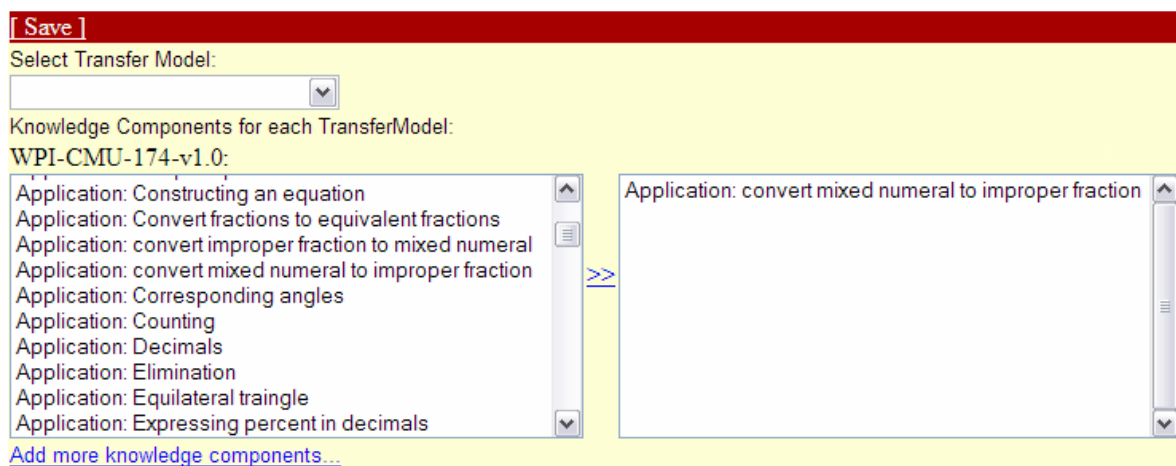 [ Save ]
Select Transfer Model:
Knowledge Components for each TransferModel:
WPI-CMU-174-v1.0:
Application: Constructing an equation
Application: Convert fractions to equivalent fractions
Application: convert improper fraction to mixed numeral
Application: convert mixed numeral to improper fraction
Application: Corresponding angles
Application: Counting
Application: Decimals
Application: Elimination
Application: Equilateral traingle
Application: Expressing percent in decimals
>>
Application: convert mixed numeral to improper fraction
Add more knowledge components...